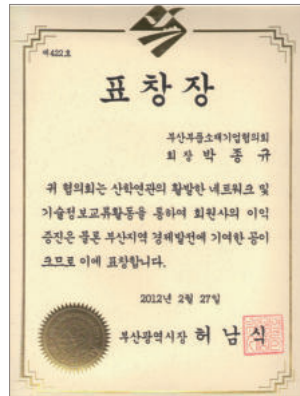 제422호
표창장
부산부품소재기업협의회
회장 박종규
귀 협의회는 산학연관의 활발한 네트워크 및
기술정보교류활동을 통하여 회원사의 이익
증진은 물론 부산지역 경제발전에 기여한 공이
크므로 이에 표창합니다.
2012년 2월 27일
부산광역시장 허남식